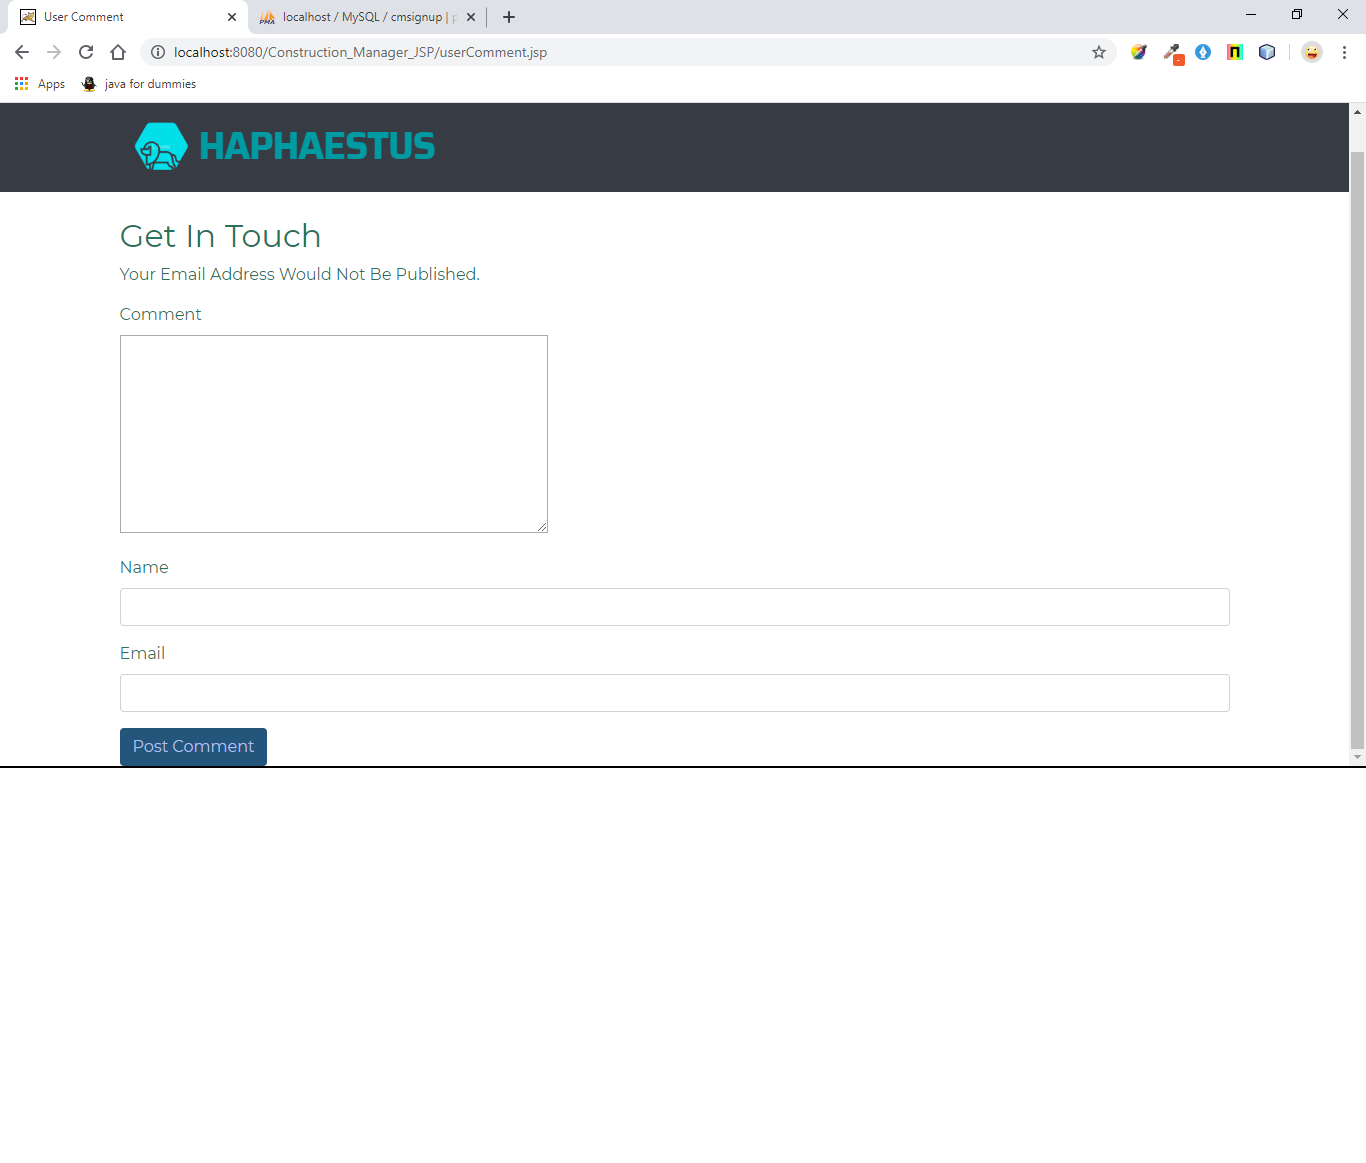 User Comment
localhost / MySQL / cmsignup |
localhost:8080/Construction_Manager_JSP/userComment.jsp
Apps
java for dummies
HAPHAESTUS
Get In Touch
Your Email Address Would Not Be Published.
Comment
Name
Email
Post Comment